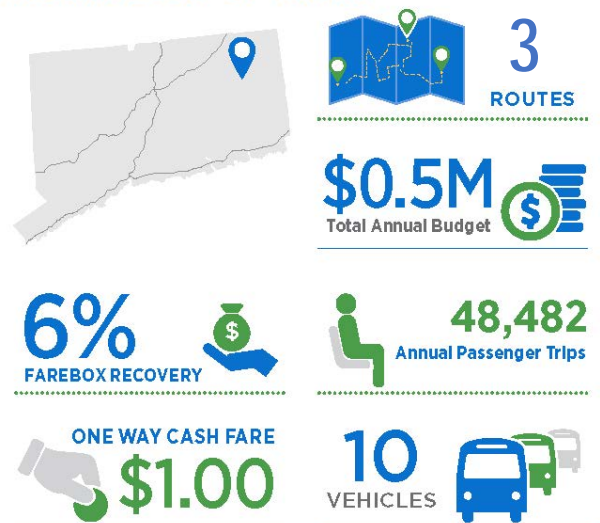 3
ROUTES
$0.5M
Total Annual Budget
$
6%
FAREBOX RECOVERY
$
48,482
Annual Passenger Trips
ONE WAY CASH FARE
$1.00
10
VEHICLES